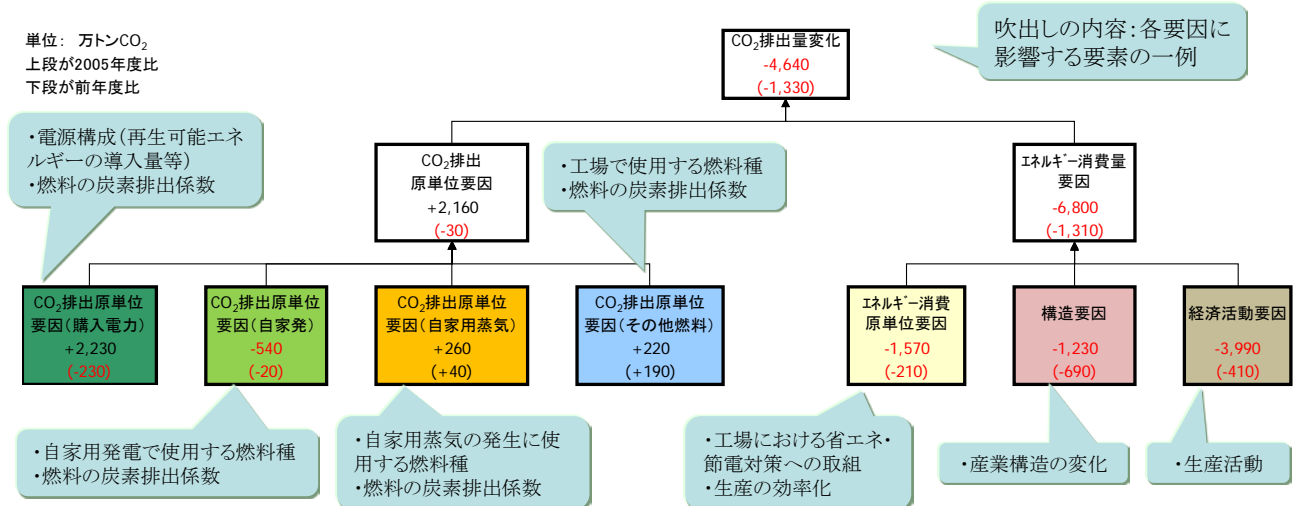 単位: 万トンCO₂
上段が2005年度比
下段が前年度比
CO₂排出量変化
-4,640
(-1,330)
吹出しの内容:各要因に
影響する要素の一例
・電源構成(再生可能エネ
ルギーの導入量等)
・燃料の炭素排出係数
CO₂排出
原単位要因
+2,160
(-30)
・工場で使用する燃料種
・燃料の炭素排出係数
エネルギー消費量
要因
-6,800
(-1,310)
CO₂排出原単位
要因(購入電力)
+2,230
(-230)
CO₂排出原単位
要因(自家発)
-540
(-20)
CO₂排出原単位
要因(自家用蒸気)
+260
(+40)
CO₂排出原単位
要因(その他燃料)
+220
(+190)
エネルギー消費
原単位要因
-1,570
(-210)
構造要因
-1,230
(-690)
経済活動要因
-3,990
(-410)
・自家用発電で使用する燃料種
・燃料の炭素排出係数
・自家用蒸気の発生に使
用する燃料種
・燃料の炭素排出係数
・工場における省エネ・
節電対策への取組
・生産の効率化
・産業構造の変化
・生産活動